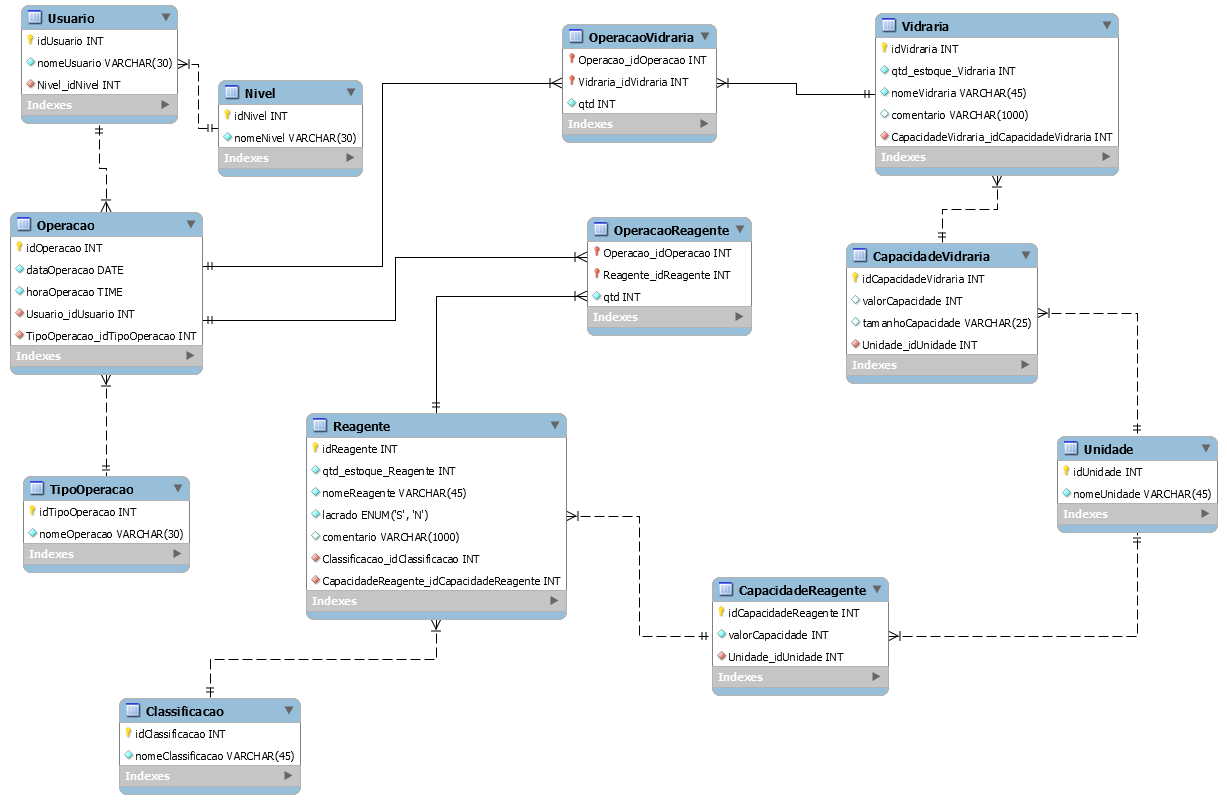 Usuario
idUsuario INT
nomeUsuario VARCHAR(30)
Nivel_idNivel INT
Indexes
Nivel
idNivel INT
nomeNivel VARCHAR(30)
Indexes
OperacaoVidraria
Operacao_idOperacao INT
Vidraria_idVidraria INT
qtd INT
Indexes
Vidraria
idVidraria INT
qtd_estoque_Vidraria INT
nomeVidraria VARCHAR(45)
comentario VARCHAR(1000)
CapacidadeVidraria_idCapacidadeVidraria INT
Indexes
Operacao
idOperacao INT
dataOperacao DATE
horaOperacao TIME
Usuario_idUsuario INT
TipoOperacao_idTipoOperacao INT
Indexes
OperacaoReagente
Operacao_idOperacao INT
Reagente_idReagente INT
qtd INT
Indexes
CapacidadeVidraria
idCapacidadeVidraria INT
valorCapacidade INT
tamanhoCapacidade VARCHAR(25)
Unidade_idUnidade INT
Indexes
Reagente
idReagente INT
qtd_estoque_Reagente INT
nomeReagente VARCHAR(45)
lacrado ENUM('S', 'N')
comentario VARCHAR(1000)
Classificacao_idClassificacao INT
CapacidadeReagente_idCapacidadeReagente INT
Indexes
Unidade
idUnidade INT
nomeUnidade VARCHAR(45)
Indexes
TipoOperacao
idTipoOperacao INT
nomeOperacao VARCHAR(30)
Indexes
CapacidadeReagente
idCapacidadeReagente INT
valorCapacidade INT
Unidade_idUnidade INT
Indexes
Classificacao
idClassificacao INT
nomeClassificacao VARCHAR(45)
Indexes